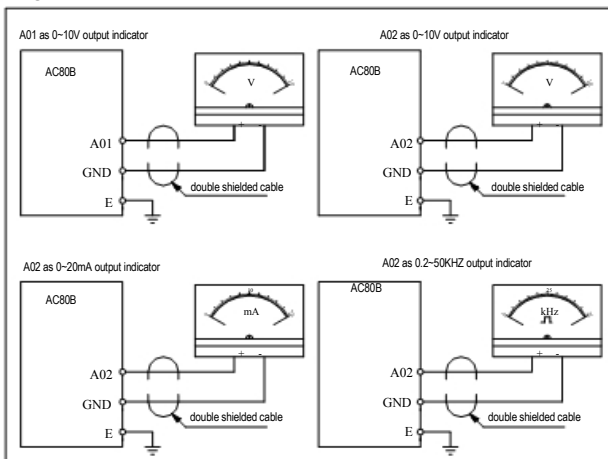 A01 as 0~10V output indicator
AC80B
V
+ -
A01
GND
double shielded cable
E
A02 as 0~10V output indicator
AC80B
V
+ -
A02
GND
double shielded cable
E
A02 as 0~20mA output indicator
AC80B
mA
+ -
A02
GND
double shielded cable
E
A02 as 0.2~50KHZ output indicator
AC80B
kHz
+ -
A02
GND
double shielded cable
E